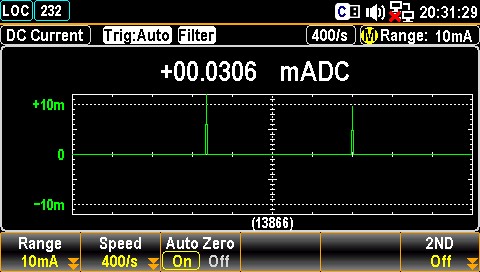 LOC 232 C 20:31:29
DC Current Trig:Auto Filter 400/s M Range: 10mA
+00.0306 mADC
+10m
0
-10m
(13866)
Range Speed Auto Zero 2ND
10mA 400/s On Off Off